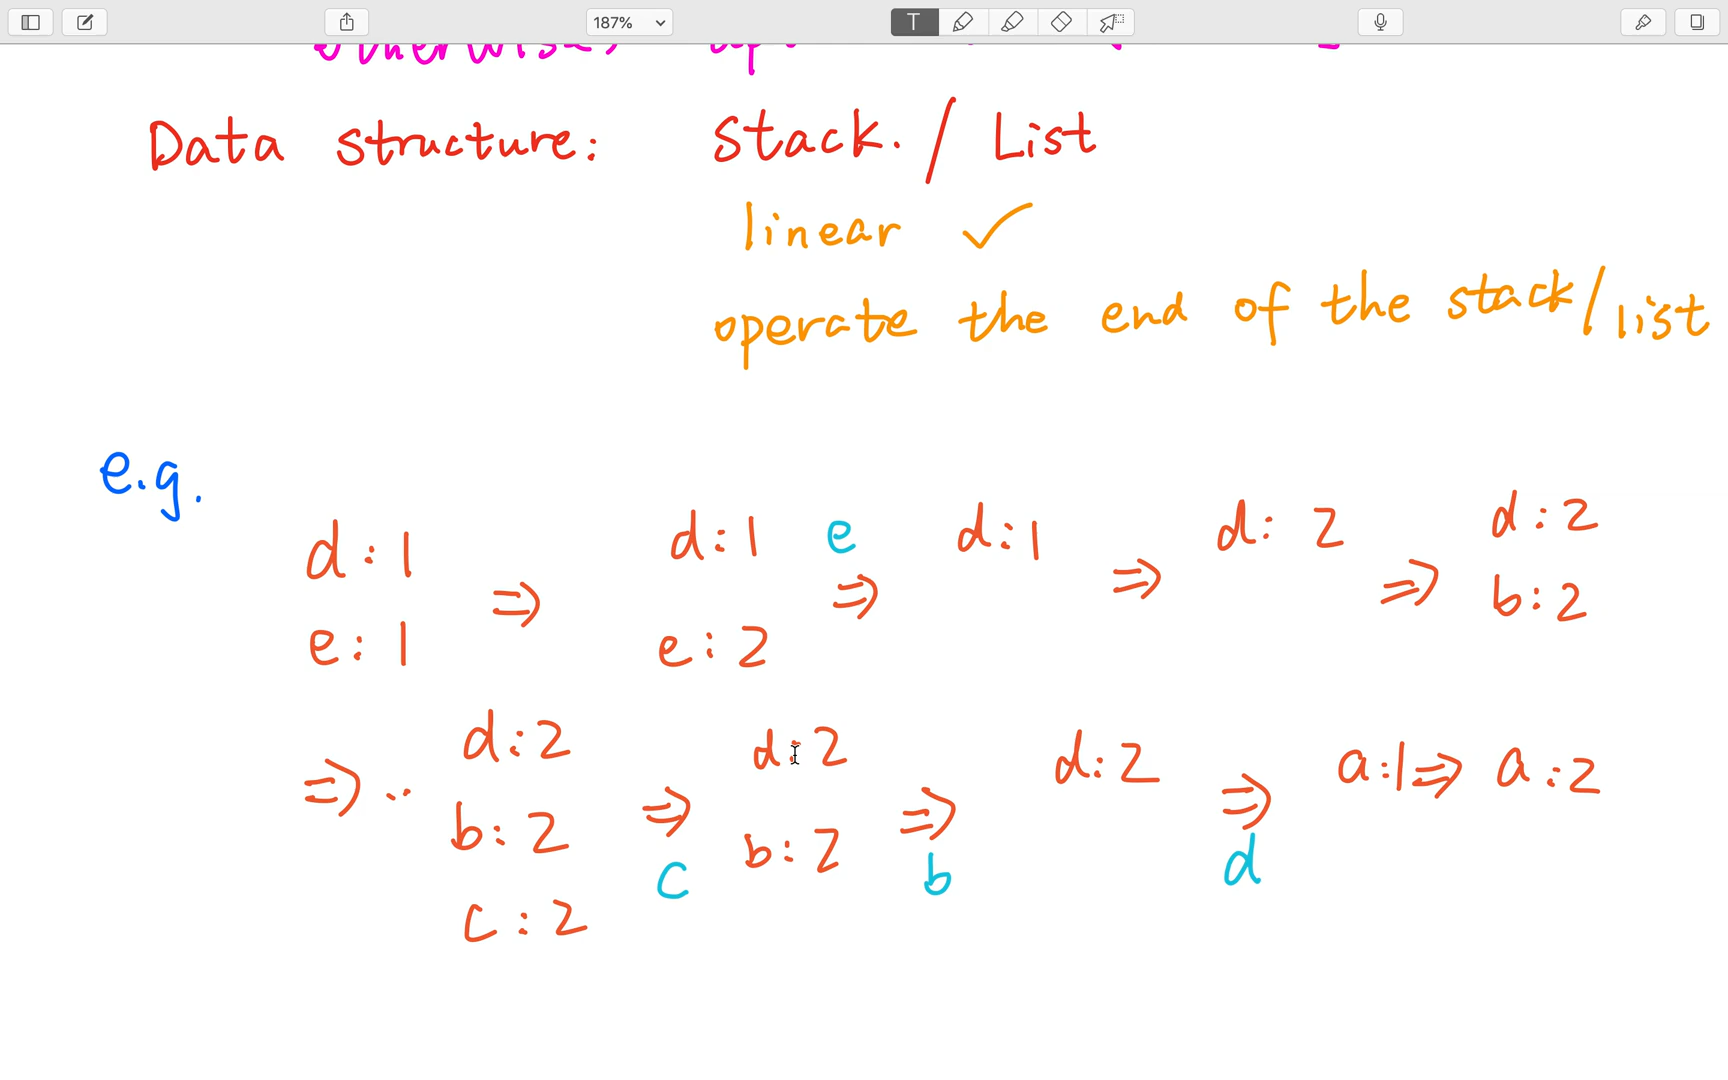 187%
T
otherwise,
Data structure: Stack. / List
linear ✓
operate the end of the stack/list
e.g.
d:1 d:1 e d:1 d: 2 d:2
⇒ ⇒ ⇒ ⇒
e:1 e:2 b:2
d:2 d:2 d:2 a:1 ⇒ a:2
⇒ .. b:2 ⇒ b:2 ⇒ ⇒
c b d
c:2